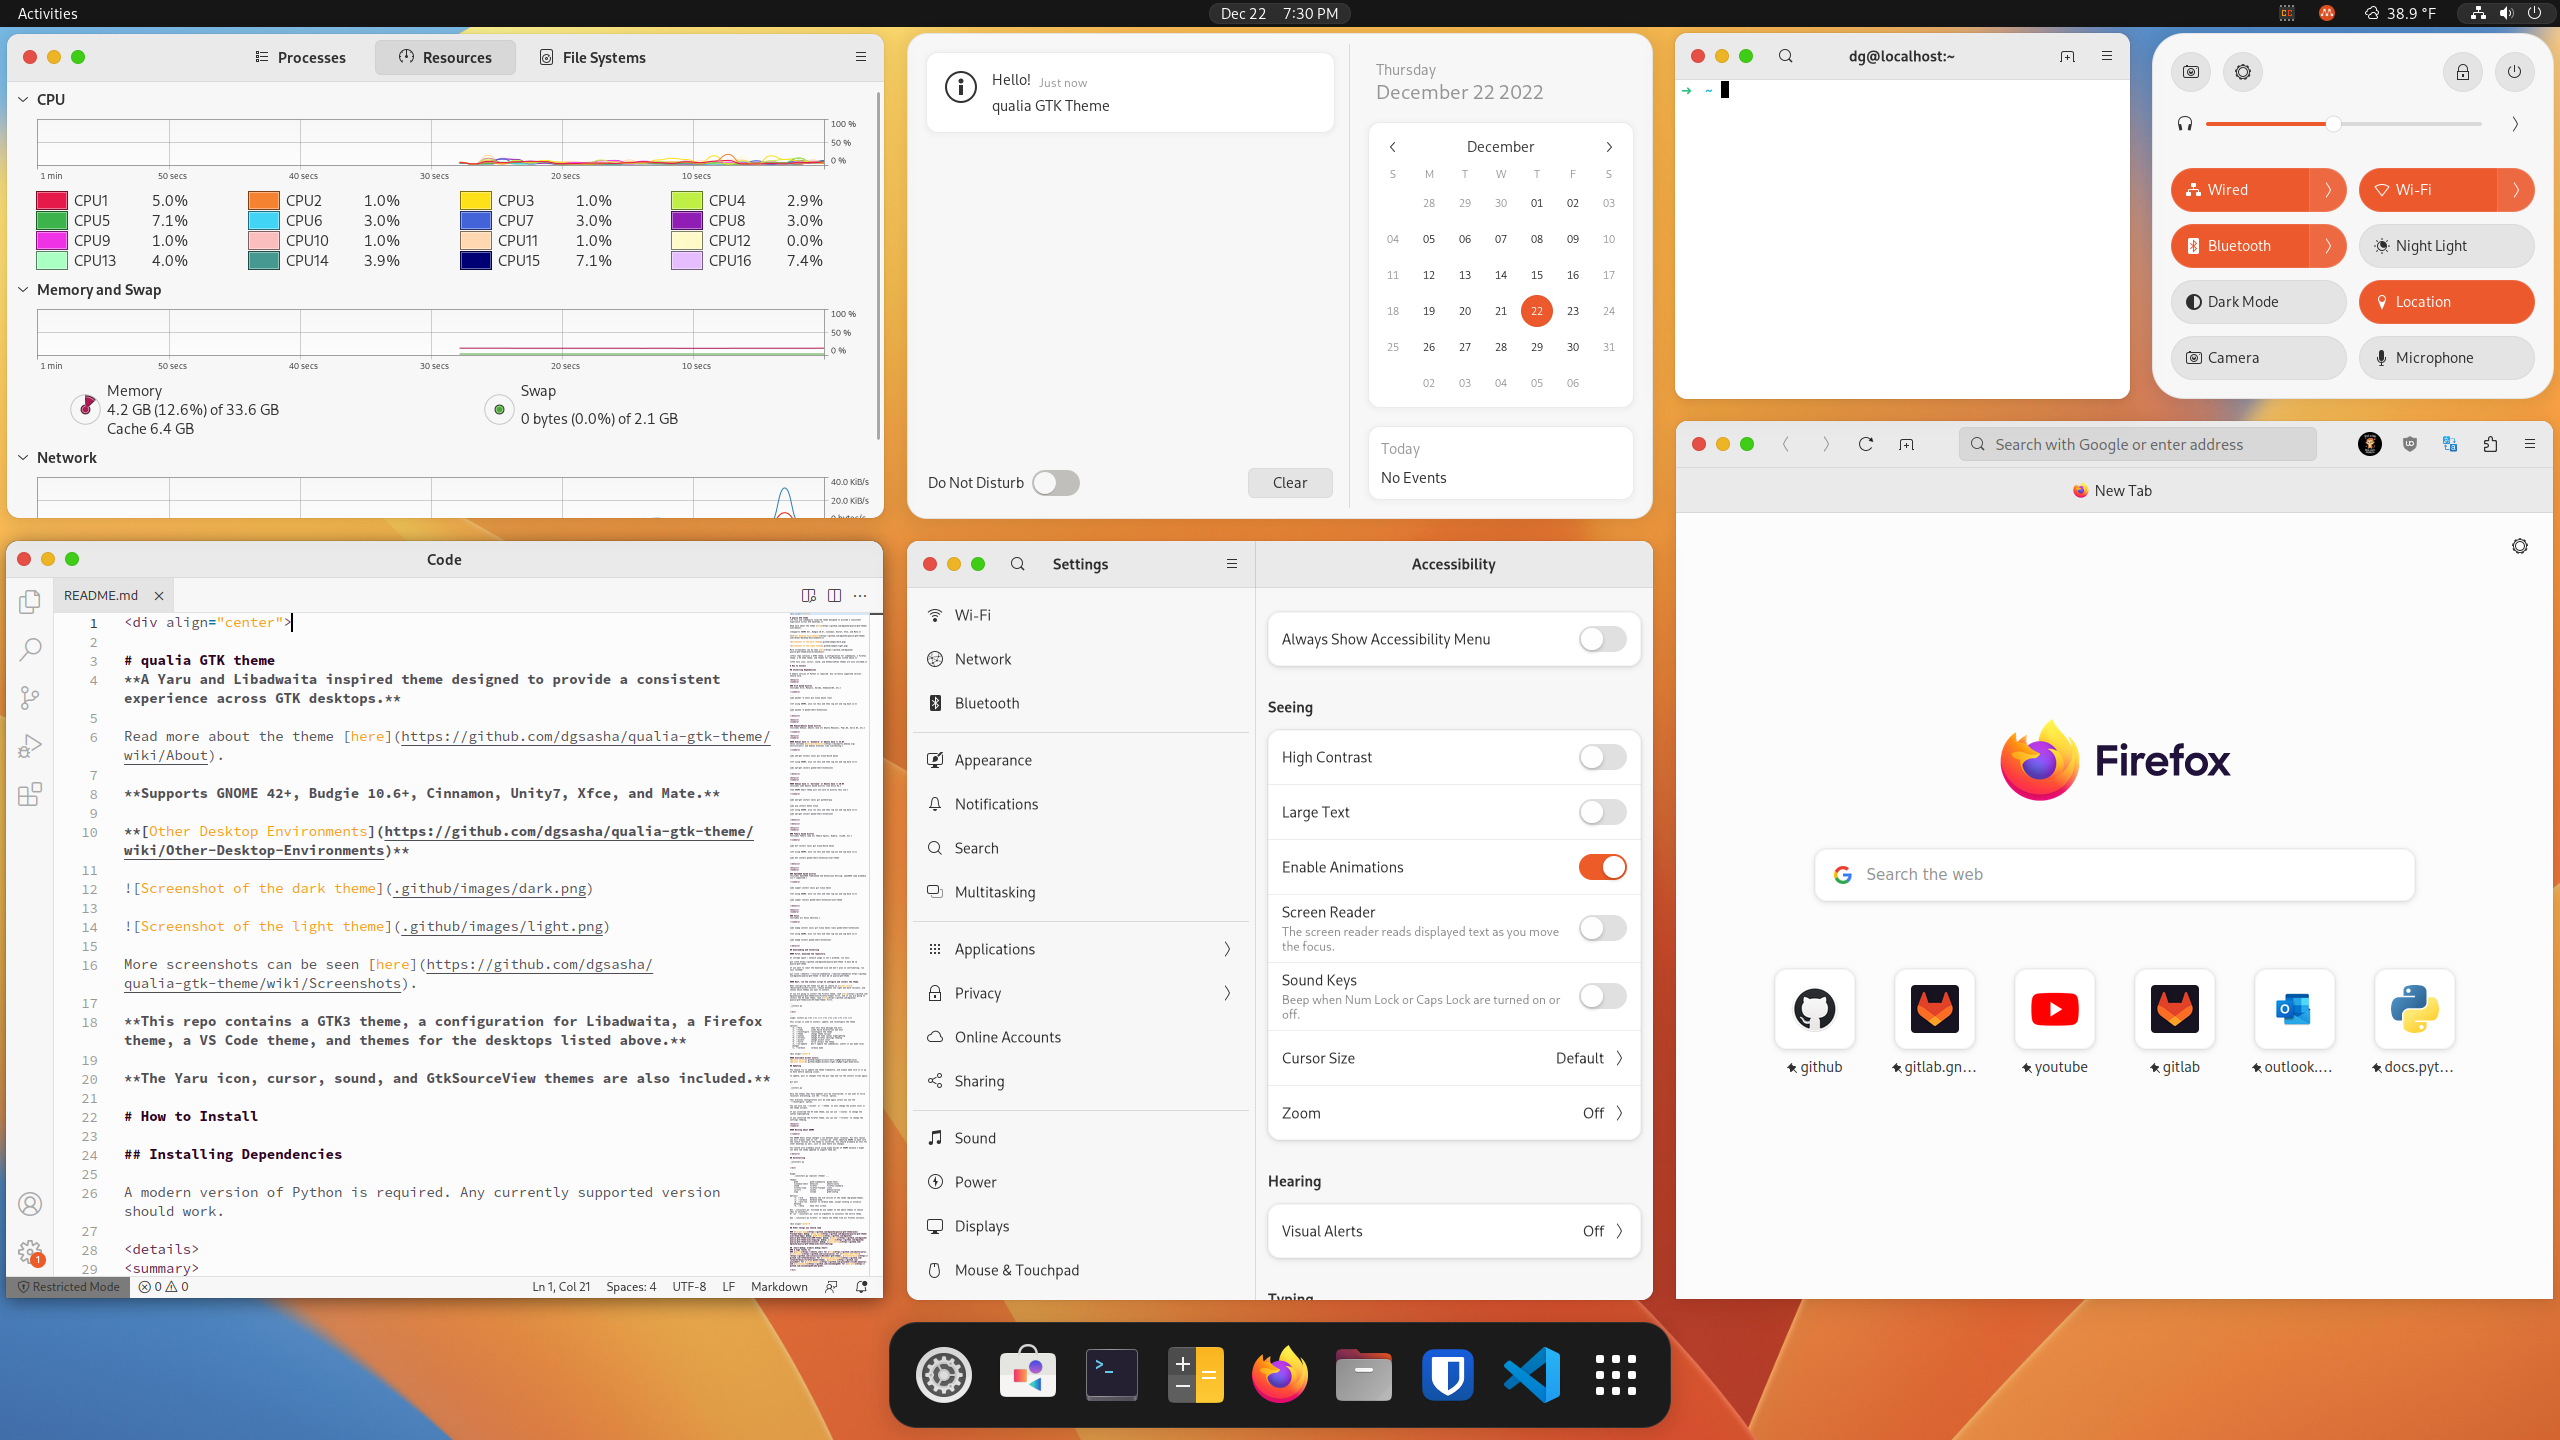 Activities
Dec 22 7:30 PM
38.9 °F
Processes
Resources
File Systems
CPU
100 %
50 %
0 %
1 min 50 secs 40 secs 30 secs 20 secs 10 secs
CPU1 5.0% CPU2 1.0% CPU3 1.0% CPU4 2.9%
CPU5 7.1% CPU6 3.0% CPU7 3.0% CPU8 3.0%
CPU9 1.0% CPU10 1.0% CPU11 1.0% CPU12 0.0%
CPU13 4.0% CPU14 3.9% CPU15 7.1% CPU16 7.4%
Memory and Swap
100 %
50 %
0 %
1 min 50 secs 40 secs 30 secs 20 secs 10 secs
Memory
4.2 GB (12.6%) of 33.6 GB
Cache 6.4 GB
Swap
0 bytes (0.0%) of 2.1 GB
Network
40.0 KiB/s
20.0 KiB/s
0 bytes/s
Hello! Just now
qualia GTK Theme
Do Not Disturb
Clear
Thursday
December 22 2022
December
S M T W T F S
28 29 30 01 02 03
04 05 06 07 08 09 10
11 12 13 14 15 16 17
18 19 20 21 22 23 24
25 26 27 28 29 30 31
02 03 04 05 06
Today
No Events
dg@localhost:~
➜ ~
Wired
Wi-Fi
Bluetooth
Night Light
Dark Mode
Location
Camera
Microphone
Code
README.md
1 <div align="center">
2
3 # qualia GTK theme
4 **A Yaru and Libadwaita inspired theme designed to provide a consistent
experience across GTK desktops.**
5
6 Read more about the theme [here](https://github.com/dgsasha/qualia-gtk-theme/
wiki/About).
7
8 **Supports GNOME 42+, Budgie 10.6+, Cinnamon, Unity7, Xfce, and Mate.**
9
10 **[Other Desktop Environments](https://github.com/dgsasha/qualia-gtk-theme/
wiki/Other-Desktop-Environments)**
11
12 ![Screenshot of the dark theme](.github/images/dark.png)
13
14 ![Screenshot of the light theme](.github/images/light.png)
15
16 More screenshots can be seen [here](https://github.com/dgsasha/
qualia-gtk-theme/wiki/Screenshots).
17
18 **This repo contains a GTK3 theme, a configuration for Libadwaita, a Firefox
theme, a VS Code theme, and themes for the desktops listed above.**
19
20 **The Yaru icon, cursor, sound, and GtkSourceView themes are also included.**
21
22 # How to Install
23
24 ## Installing Dependencies
25
26 A modern version of Python is required. Any currently supported version
should work.
27
28 <details>
29 <summary>
1
Restricted Mode
0 0
Ln 1, Col 21 Spaces: 4 UTF-8 LF Markdown
Settings
Wi-Fi
Network
Bluetooth
Appearance
Notifications
Search
Multitasking
Applications
Privacy
Online Accounts
Sharing
Sound
Power
Displays
Mouse & Touchpad
Accessibility
Always Show Accessibility Menu
Seeing
High Contrast
Large Text
Enable Animations
Screen Reader
The screen reader reads displayed text as you move
the focus.
Sound Keys
Beep when Num Lock or Caps Lock are turned on or
off.
Cursor Size Default
Zoom Off
Hearing
Visual Alerts Off
Typing
Search with Google or enter address
New Tab
Firefox
Search the web
github
gitlab.gn...
youtube
gitlab
outlook....
docs.pyt...